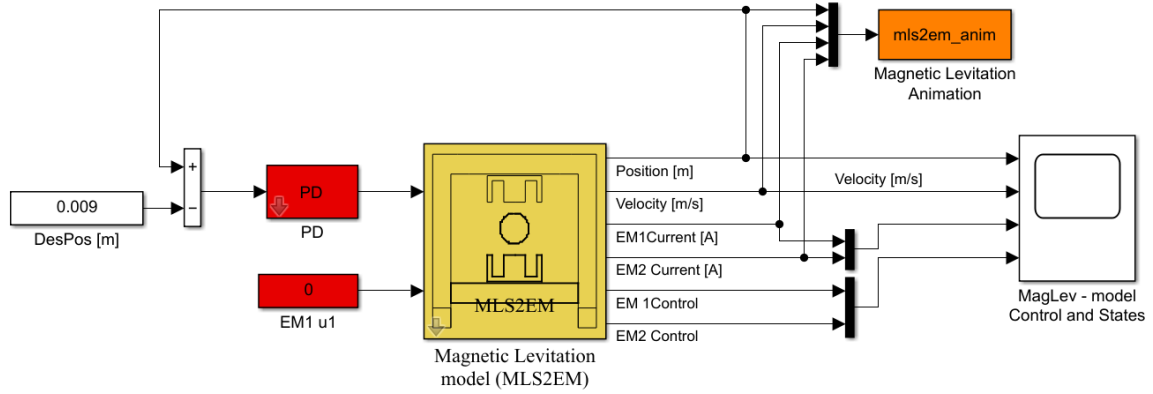 mls2em_anim
Magnetic Levitation
Animation
+
−
0.009
DesPos [m]
PD
PD
0
EM1 u1
MLS2EM
Magnetic Levitation
model (MLS2EM)
Position [m]
Velocity [m/s]
Velocity [m/s]
EM1Current [A]
EM2 Current [A]
EM 1Control
EM2 Control
MagLev - model
Control and States